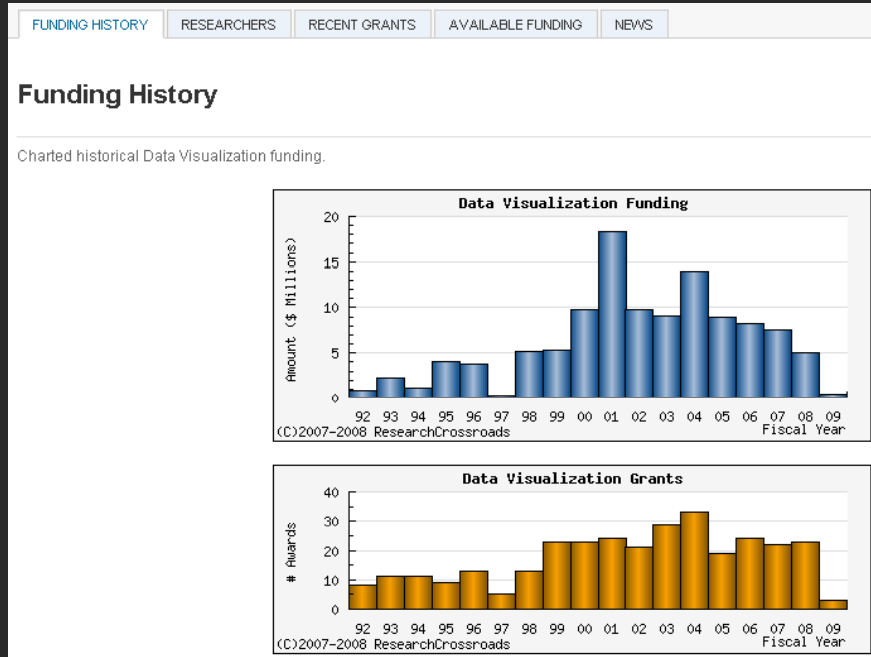 FUNDING HISTORY RESEARCHERS RECENT GRANTS AVAILABLE FUNDING NEWS
Funding History
Charted historical Data Visualization funding.
Data Visualization Funding
Amount ($ Millions)
20
15
10
5
0
92 93 94 95 96 97 98 99 00 01 02 03 04 05 06 07 08 09
(C)2007-2008 ResearchCrossroads Fiscal Year
Data Visualization Grants
# Awards
40
30
20
10
0
92 93 94 95 96 97 98 99 00 01 02 03 04 05 06 07 08 09
(C)2007-2008 ResearchCrossroads Fiscal Year